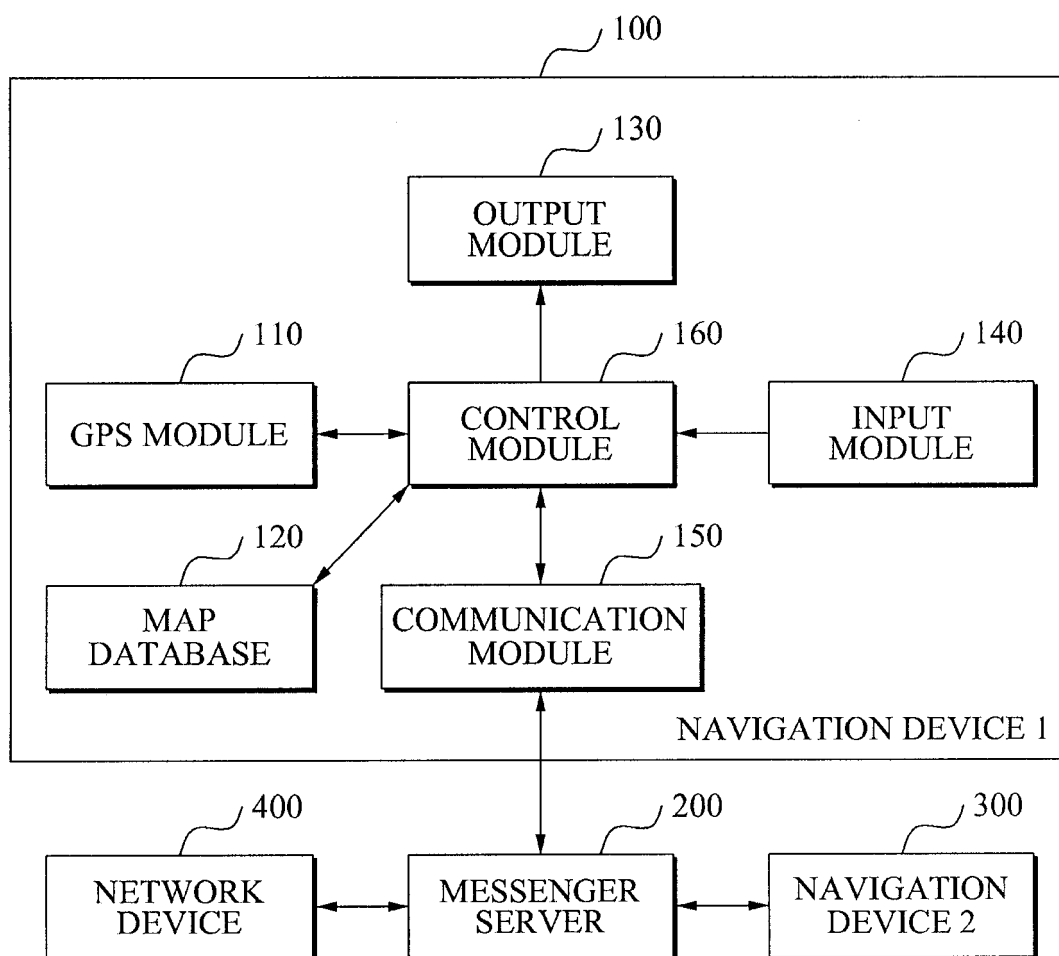 100
130
OUTPUT
MODULE
110
160
140
GPS MODULE
CONTROL
MODULE
INPUT
MODULE
120
150
MAP
DATABASE
COMMUNICATION
MODULE
NAVIGATION DEVICE 1
400
200
300
NETWORK
DEVICE
MESSENGER
SERVER
NAVIGATION
DEVICE 2